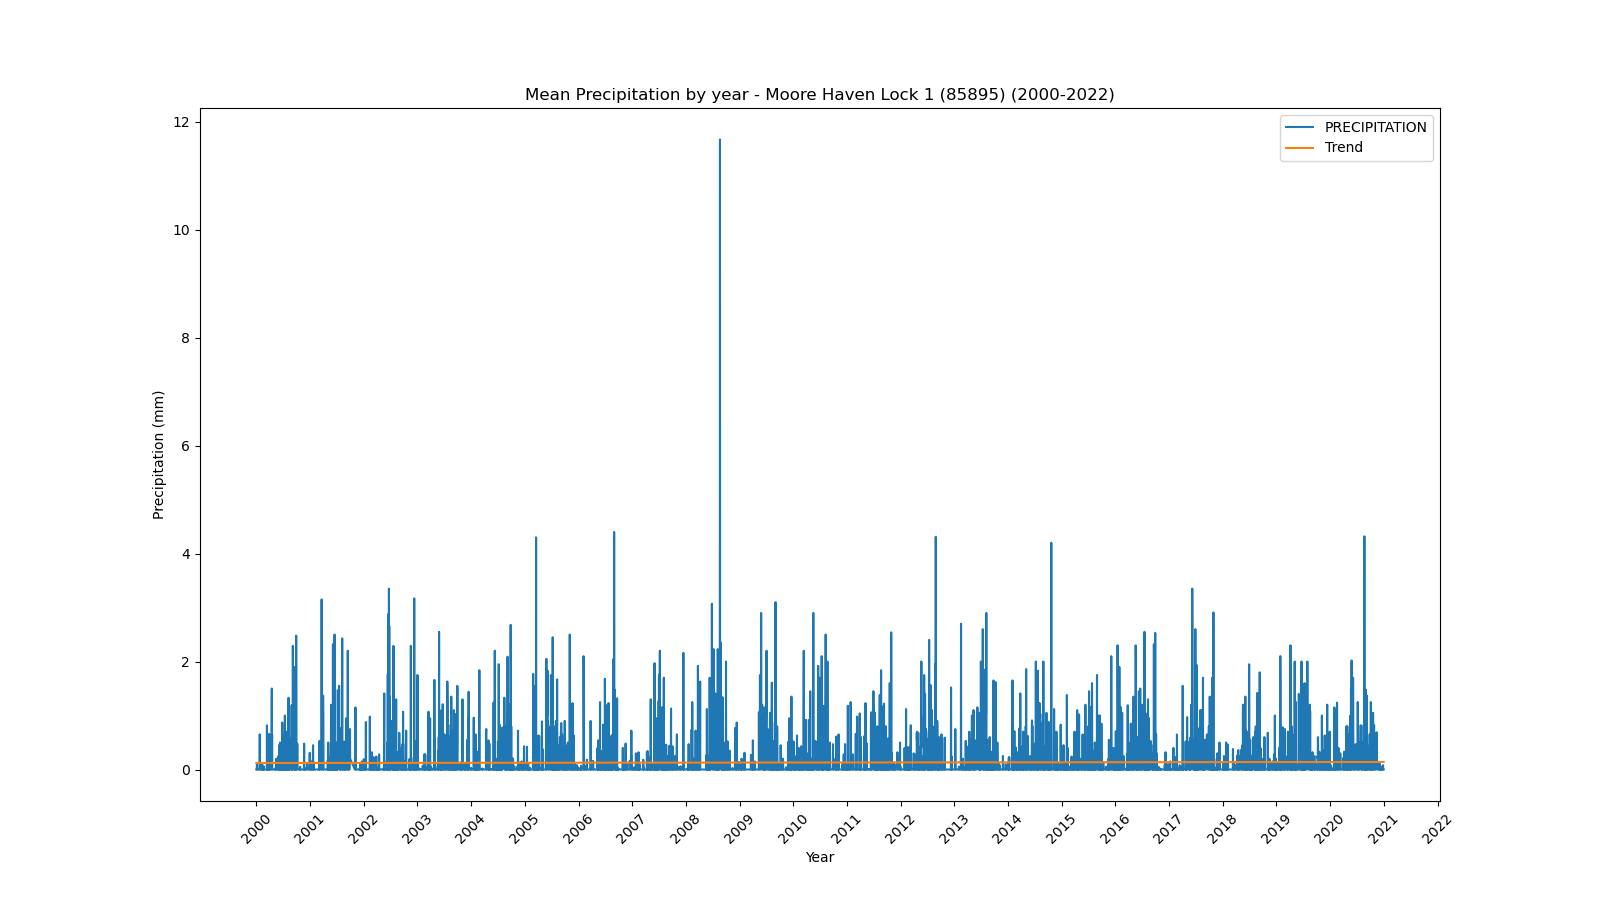 Mean Precipitation by year - Moore Haven Lock 1 (85895) (2000-2022)
PRECIPITATION
Trend
12
10
8
6
4
2
0
Precipitation (mm)
2000 2001 2002 2003 2004 2005 2006 2007 2008 2009 2010 2011 2012 2013 2014 2015 2016 2017 2018 2019 2020 2021 2022
Year